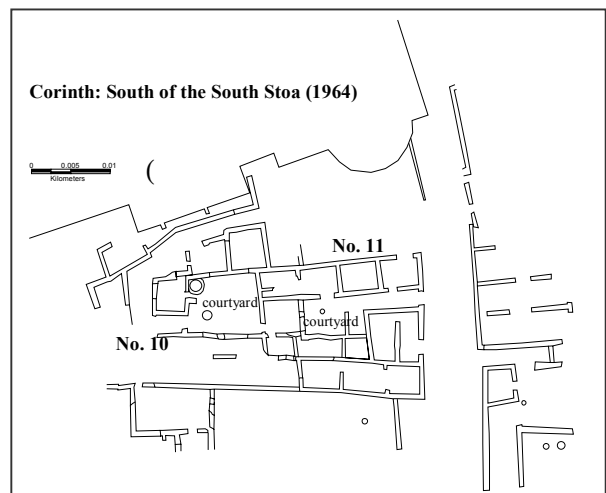 Corinth: South of the South Stoa (1964)
0 0.005 0.01
Kilometers
(
No. 11
courtyard
courtyard
No. 10